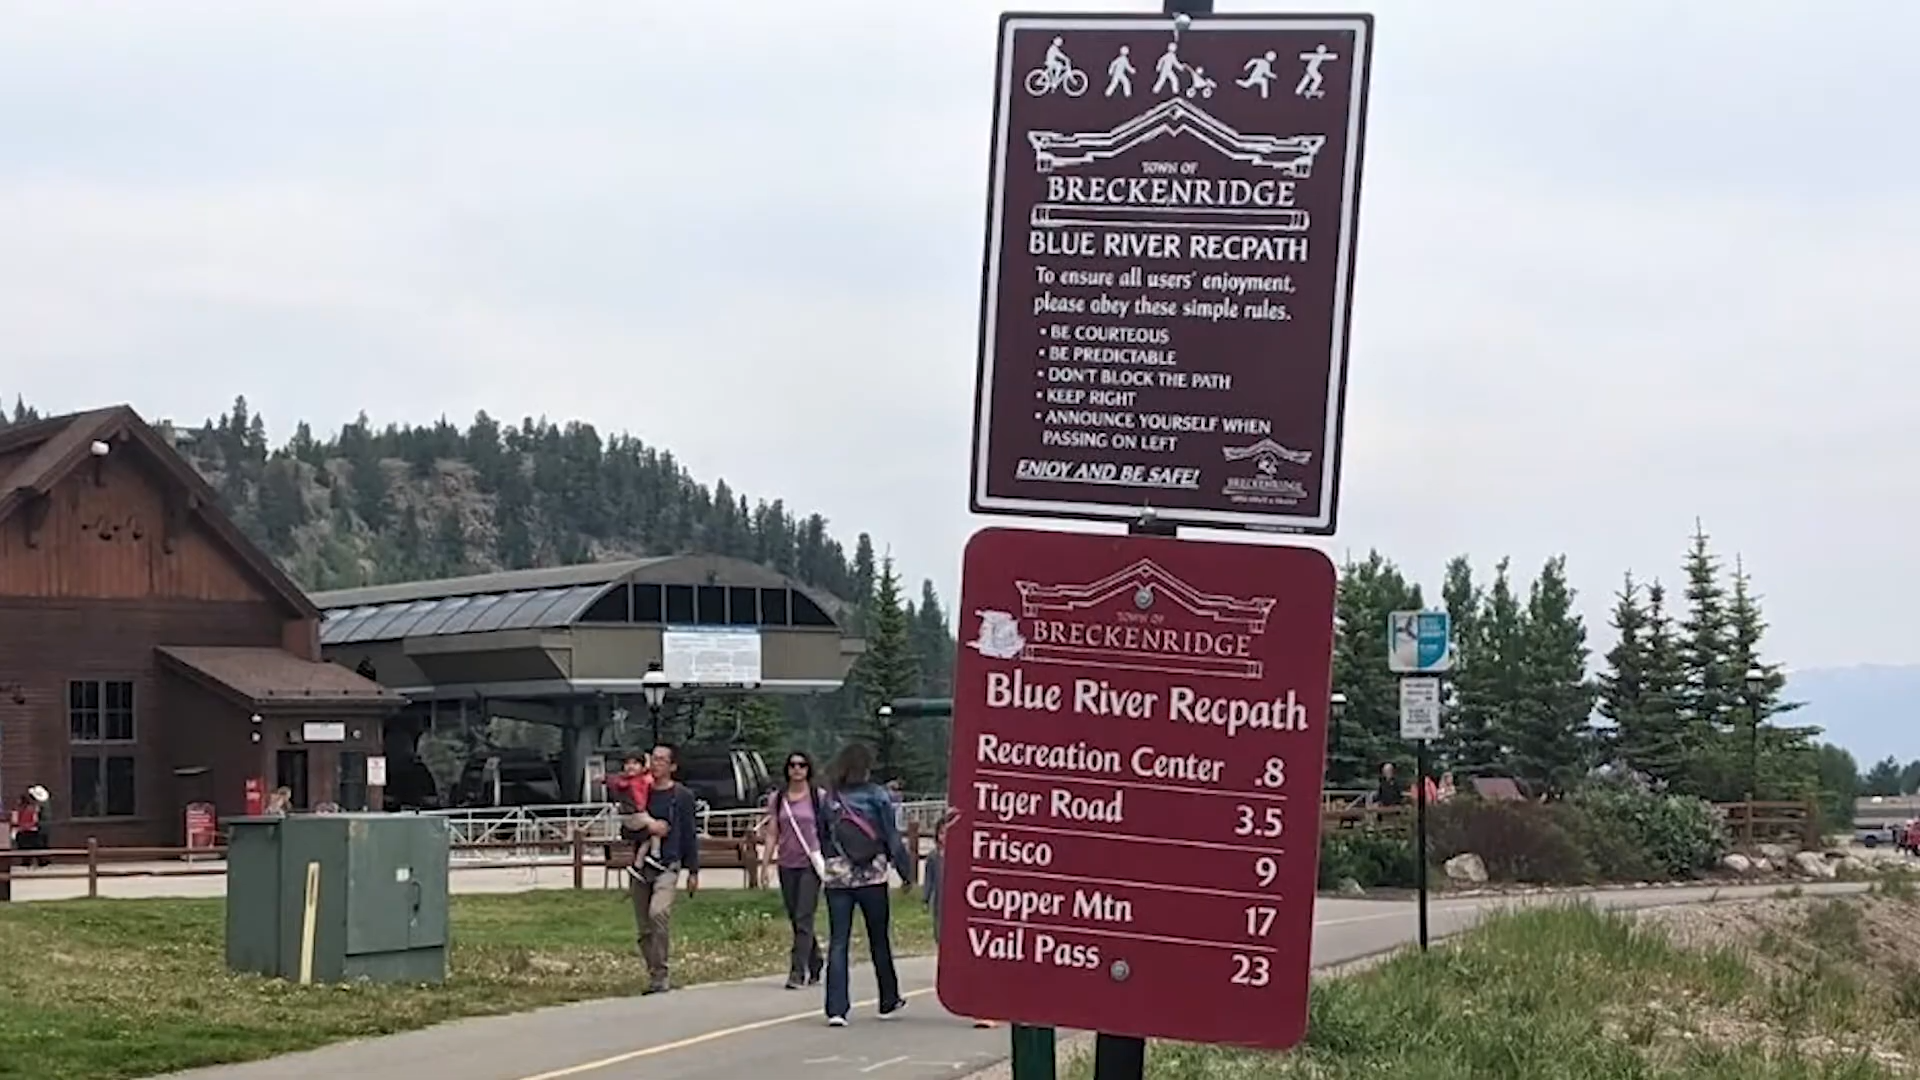 TOWN OF
BRECKENRIDGE
BLUE RIVER RECPATH
To ensure all users' enjoyment,
please obey these simple rules.
• BE COURTEOUS
• BE PREDICTABLE
• DON'T BLOCK THE PATH
• KEEP RIGHT
• ANNOUNCE YOURSELF WHEN
PASSING ON LEFT
ENJOY AND BE SAFE!
BRECKENRIDGE
TOWN OF
BRECKENRIDGE
Blue River Recpath
Recreation Center .8
Tiger Road 3.5
Frisco 9
Copper Mtn 17
Vail Pass 23